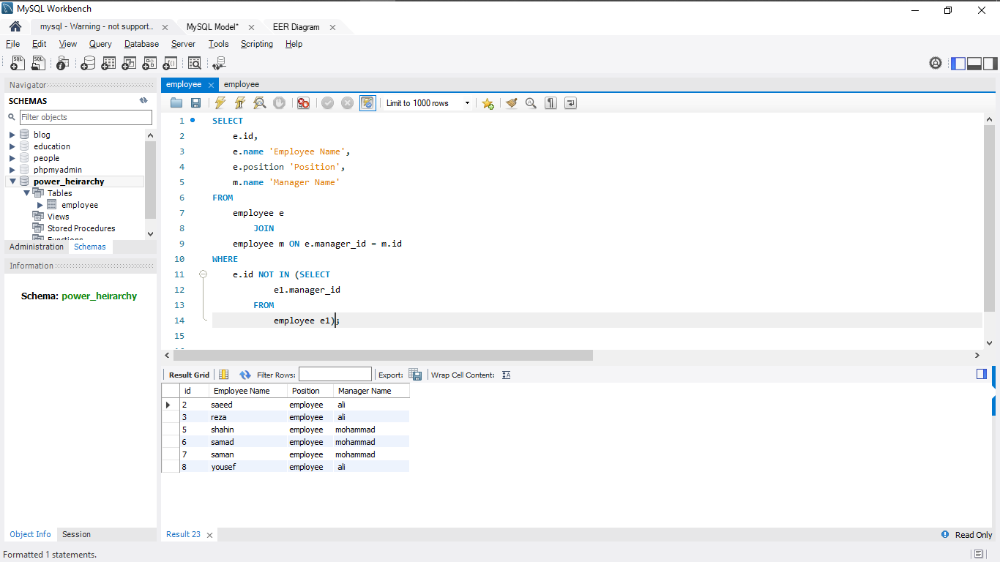 MySQL Workbench
mysql - Warning - not support...
MySQL Model*
EER Diagram
File Edit View Query Database Server Tools Scripting Help
Navigator
SCHEMAS
Filter objects
blog
education
people
phpmyadmin
power_heirarchy
Tables
employee
Views
Stored Procedures
Functions
Administration Schemas
Information
Schema: power_heirarchy
Object Info Session
employee employee
Limit to 1000 rows
1 SELECT
2 e.id,
3 e.name 'Employee Name',
4 e.position 'Position',
5 m.name 'Manager Name'
6 FROM
7 employee e
8 JOIN
9 employee m ON e.manager_id = m.id
10 WHERE
11 e.id NOT IN (SELECT
12 e1.manager_id
13 FROM
14 employee e1);
15
Result Grid Filter Rows: Export: Wrap Cell Content:
id Employee Name Position Manager Name
2 saeed employee ali
3 reza employee ali
5 shahin employee mohammad
6 samad employee mohammad
7 saman employee mohammad
8 yousef employee ali
Result 23
Read Only
Formatted 1 statements.